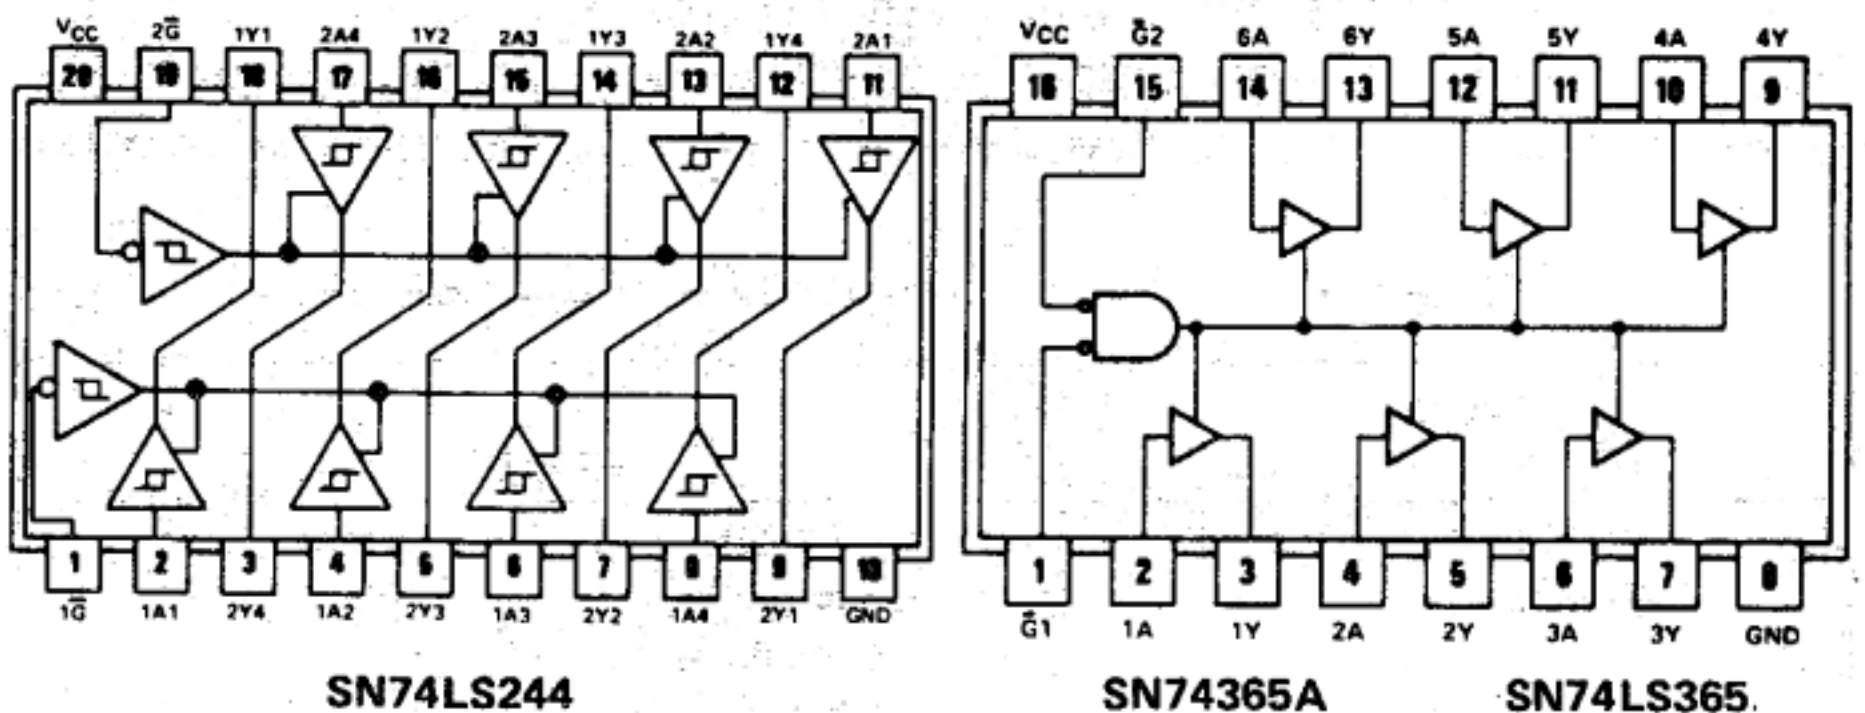 VCC 2G̅ 1Y1 2A4 1Y2 2A3 1Y3 2A2 1Y4 2A1
20 19 18 17 16 15 14 13 12 11
1 2 3 4 5 6 7 8 9 10
1G̅ 1A1 2Y4 1A2 2Y3 1A3 2Y2 1A4 2Y1 GND
SN74LS244
VCC G̅2 6A 6Y 5A 5Y 4A 4Y
16 15 14 13 12 11 10 9
1 2 3 4 5 6 7 8
G̅1 1A 1Y 2A 2Y 3A 3Y GND
SN74365A SN74LS365